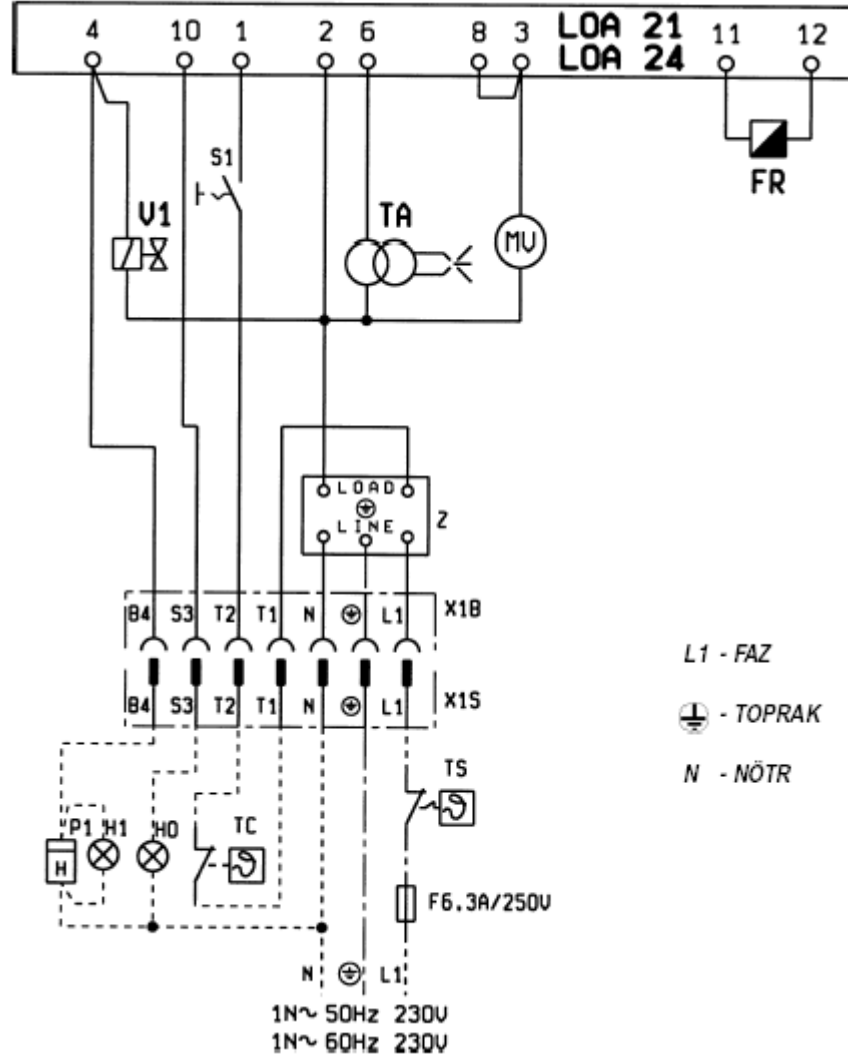 4 10 1 2 6 8 3 LOA 21 11 12
LOA 24
S1
FR
V1 TA
MV
LOAD
LINE
Z
B4 S3 T2 T1 N L1 X1B
B4 S3 T2 T1 N L1 X1S
L1 - FAZ
- TOPRAK
N - NÖTR
TS
P1 H1 H0 TC
H
F6.3A/250V
N L1
1N~ 50Hz 230V
1N~ 60Hz 230V